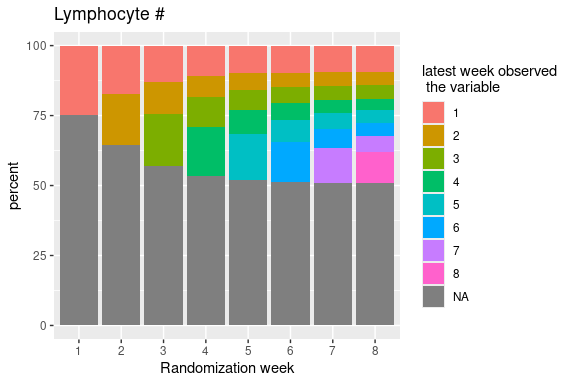 Lymphocyte #
100
75
50
25
0
percent
1 2 3 4 5 6 7 8
Randomization week
latest week observed
the variable
1
2
3
4
5
6
7
8
NA